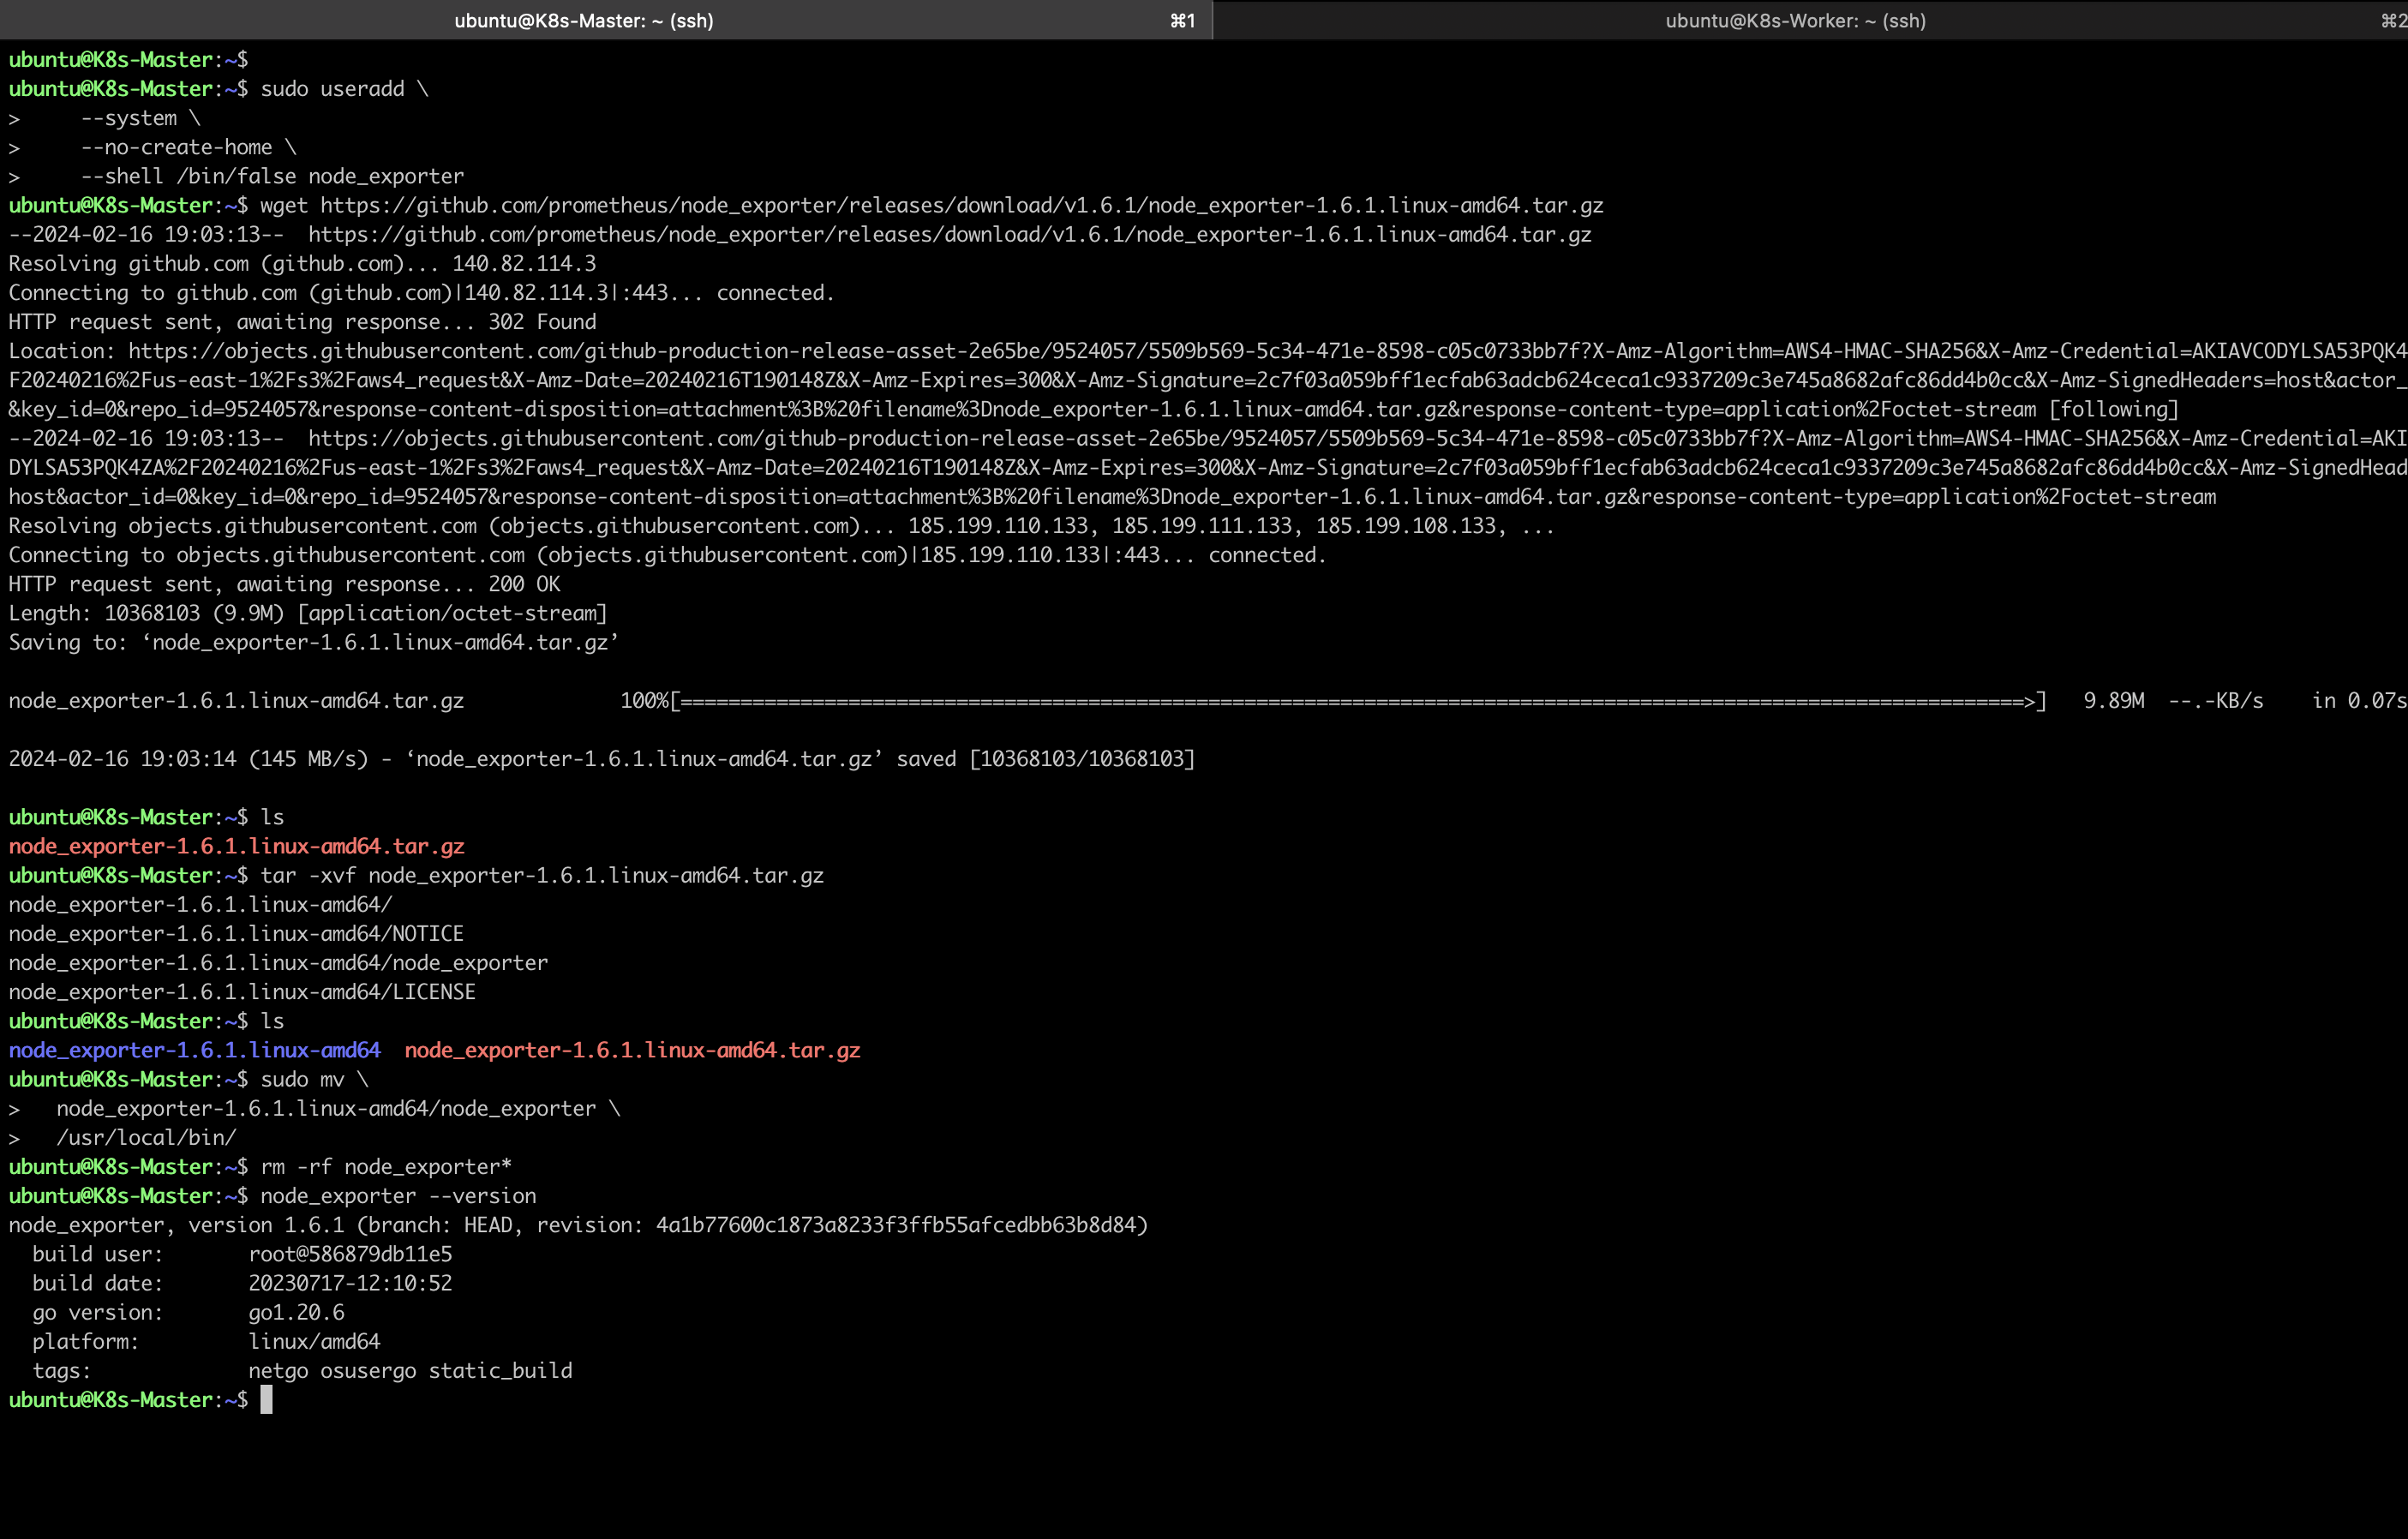 ubuntu@K8s-Master: ~ (ssh) ⌘1 ubuntu@K8s-Worker: ~ (ssh) ⌘2
ubuntu@K8s-Master:~$
ubuntu@K8s-Master:~$ sudo useradd \
>     --system \
>     --no-create-home \
>     --shell /bin/false node_exporter
ubuntu@K8s-Master:~$ wget https://github.com/prometheus/node_exporter/releases/download/v1.6.1/node_exporter-1.6.1.linux-amd64.tar.gz
--2024-02-16 19:03:13--  https://github.com/prometheus/node_exporter/releases/download/v1.6.1/node_exporter-1.6.1.linux-amd64.tar.gz
Resolving github.com (github.com)... 140.82.114.3
Connecting to github.com (github.com)|140.82.114.3|:443... connected.
HTTP request sent, awaiting response... 302 Found
Location: https://objects.githubusercontent.com/github-production-release-asset-2e65be/9524057/5509b569-5c34-471e-8598-c05c0733bb7f?X-Amz-Algorithm=AWS4-HMAC-SHA256&X-Amz-Credential=AKIAVCODYLSA53PQK4
F20240216%2Fus-east-1%2Fs3%2Faws4_request&X-Amz-Date=20240216T190148Z&X-Amz-Expires=300&X-Amz-Signature=2c7f03a059bff1ecfab63adcb624ceca1c9337209c3e745a8682afc86dd4b0cc&X-Amz-SignedHeaders=host&actor_
&key_id=0&repo_id=9524057&response-content-disposition=attachment%3B%20filename%3Dnode_exporter-1.6.1.linux-amd64.tar.gz&response-content-type=application%2Foctet-stream [following]
--2024-02-16 19:03:13--  https://objects.githubusercontent.com/github-production-release-asset-2e65be/9524057/5509b569-5c34-471e-8598-c05c0733bb7f?X-Amz-Algorithm=AWS4-HMAC-SHA256&X-Amz-Credential=AKI
DYLSA53PQK4ZA%2F20240216%2Fus-east-1%2Fs3%2Faws4_request&X-Amz-Date=20240216T190148Z&X-Amz-Expires=300&X-Amz-Signature=2c7f03a059bff1ecfab63adcb624ceca1c9337209c3e745a8682afc86dd4b0cc&X-Amz-SignedHead
host&actor_id=0&key_id=0&repo_id=9524057&response-content-disposition=attachment%3B%20filename%3Dnode_exporter-1.6.1.linux-amd64.tar.gz&response-content-type=application%2Foctet-stream
Resolving objects.githubusercontent.com (objects.githubusercontent.com)... 185.199.110.133, 185.199.111.133, 185.199.108.133, ...
Connecting to objects.githubusercontent.com (objects.githubusercontent.com)|185.199.110.133|:443... connected.
HTTP request sent, awaiting response... 200 OK
Length: 10368103 (9.9M) [application/octet-stream]
Saving to: ‘node_exporter-1.6.1.linux-amd64.tar.gz’
node_exporter-1.6.1.linux-amd64.tar.gz             100%[================================================================================================================>]   9.89M  --.-KB/s    in 0.07s
2024-02-16 19:03:14 (145 MB/s) - ‘node_exporter-1.6.1.linux-amd64.tar.gz’ saved [10368103/10368103]
ubuntu@K8s-Master:~$ ls
node_exporter-1.6.1.linux-amd64.tar.gz
ubuntu@K8s-Master:~$ tar -xvf node_exporter-1.6.1.linux-amd64.tar.gz
node_exporter-1.6.1.linux-amd64/
node_exporter-1.6.1.linux-amd64/NOTICE
node_exporter-1.6.1.linux-amd64/node_exporter
node_exporter-1.6.1.linux-amd64/LICENSE
ubuntu@K8s-Master:~$ ls
node_exporter-1.6.1.linux-amd64  node_exporter-1.6.1.linux-amd64.tar.gz
ubuntu@K8s-Master:~$ sudo mv \
>   node_exporter-1.6.1.linux-amd64/node_exporter \
>   /usr/local/bin/
ubuntu@K8s-Master:~$ rm -rf node_exporter*
ubuntu@K8s-Master:~$ node_exporter --version
node_exporter, version 1.6.1 (branch: HEAD, revision: 4a1b77600c1873a8233f3ffb55afcedbb63b8d84)
  build user:       root@586879db11e5
  build date:       20230717-12:10:52
  go version:       go1.20.6
  platform:         linux/amd64
  tags:             netgo osusergo static_build
ubuntu@K8s-Master:~$